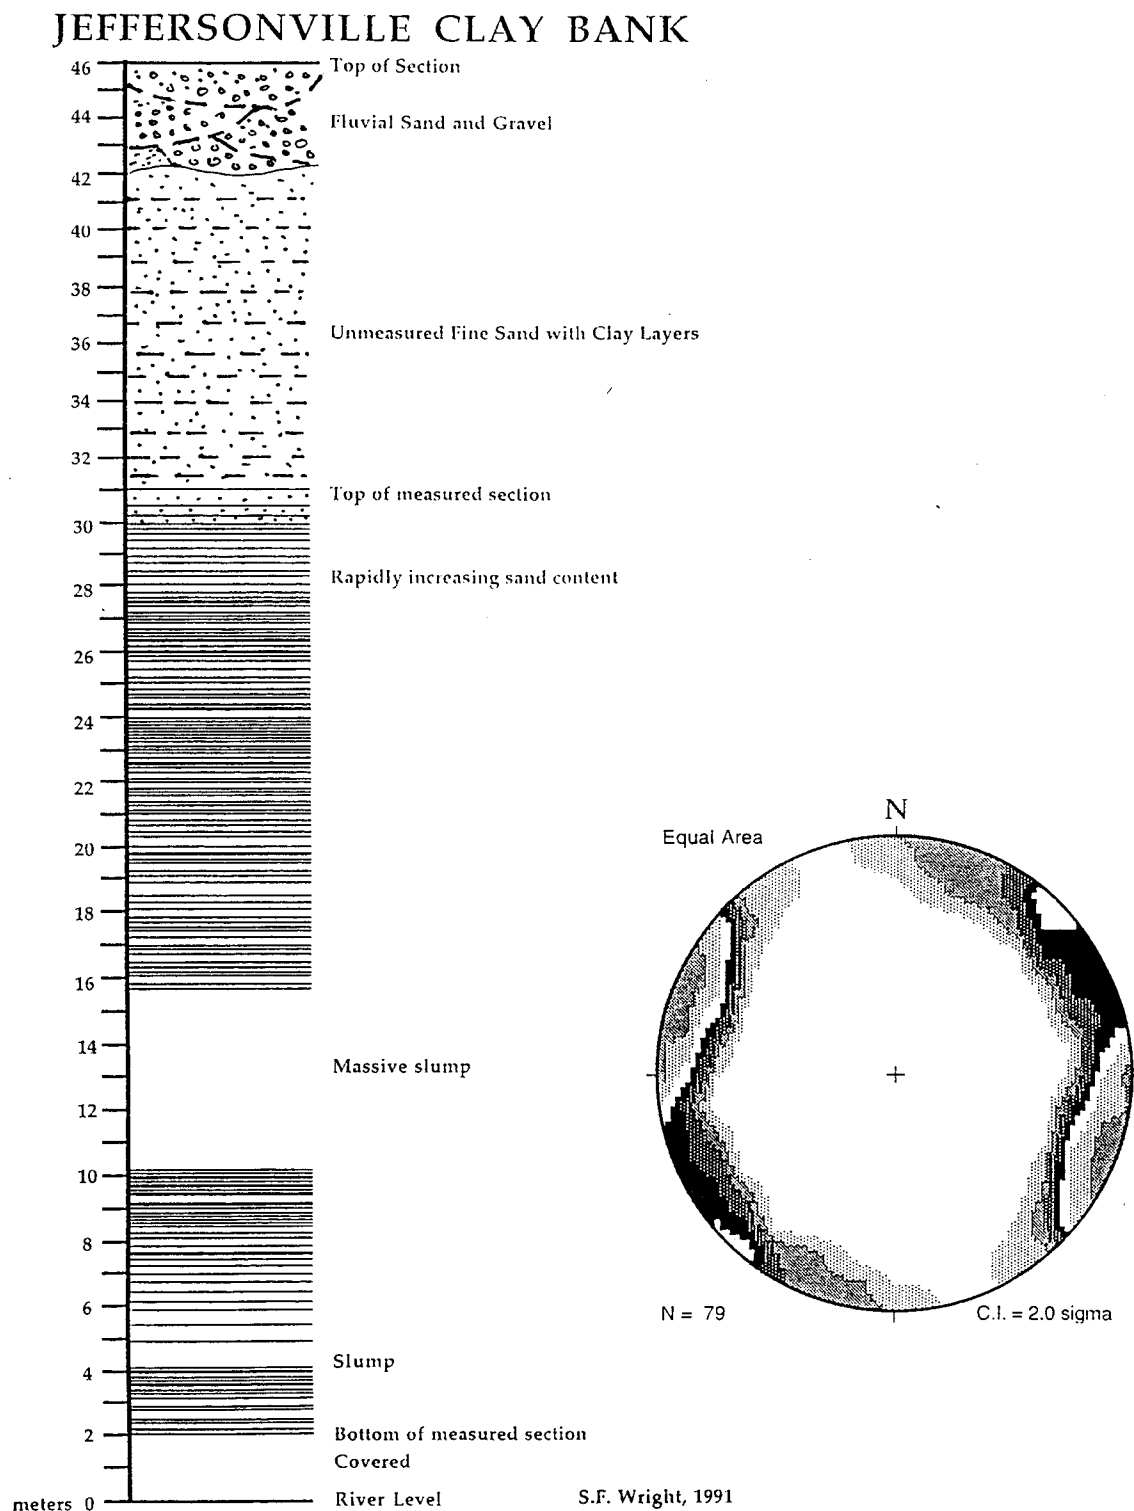 JEFFERSONVILLE CLAY BANK
46
Top of Section
44
Fluvial Sand and Gravel
42
40
38
36
Unmeasured Fine Sand with Clay Layers
34
32
Top of measured section
30
Rapidly increasing sand content
28
26
24
22
20
18
16
14
Massive slump
12
10
8
6
4
Slump
2
Bottom of measured section
Covered
meters 0
River Level
S.F. Wright, 1991
N
Equal Area
N = 79
C.I. = 2.0 sigma